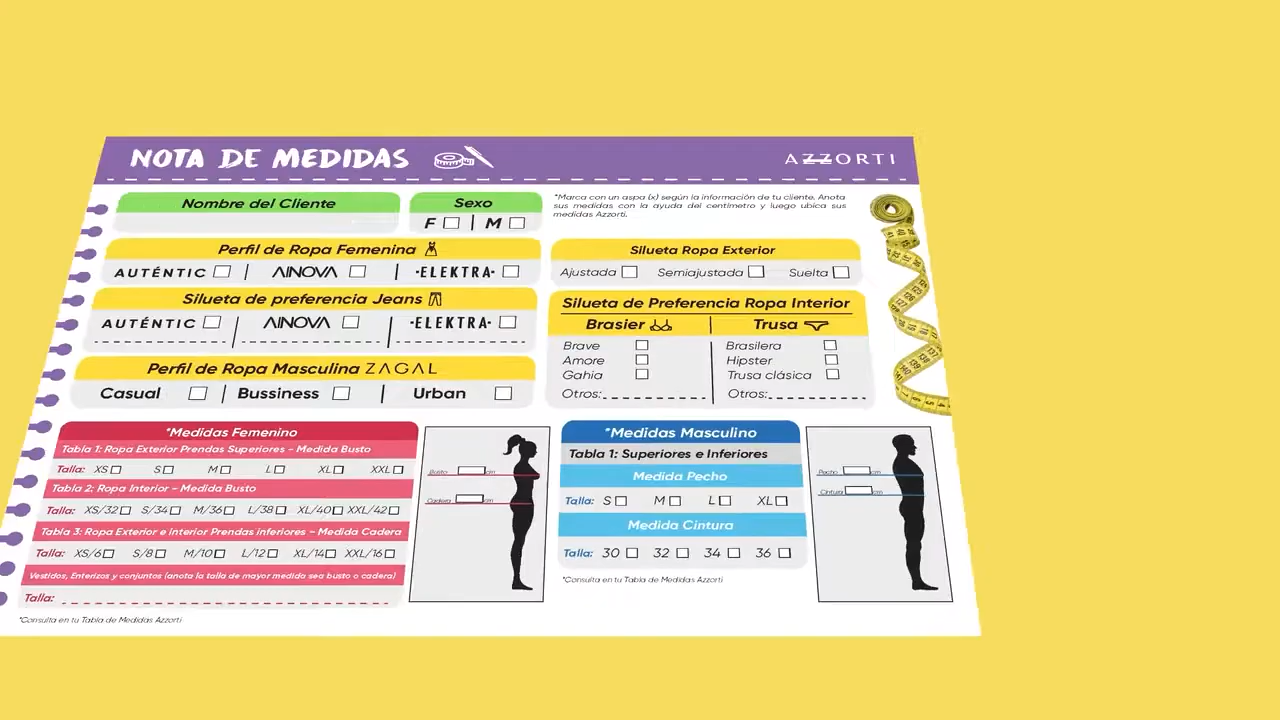 NOTA DE MEDIDAS
AZZORTI
Nombre del Cliente
Sexo
F | M
*Marca con un aspa (x) según la información de tu cliente. Anota
sus medidas con la ayuda del centímetro y luego ubica sus
medidas Azzorti.
Perfil de Ropa Femenina
AUTÉNTIC | AINOVA | ·ELEKTRA·
Silueta Ropa Exterior
Ajustada Semiajustada Suelta
Silueta de preferencia Jeans
AUTÉNTIC AINOVA ·ELEKTRA·
Silueta de Preferencia Ropa Interior
Brasier Trusa
Brave Brasilera
Amore Hipster
Gahia Trusa clásica
Otros: Otros:
Perfil de Ropa Masculina ZAGAL
Casual | Bussiness | Urban
*Medidas Femenino
Tabla 1: Ropa Exterior Prendas Superiores - Medida Busto
Talla: XS S M L XL XXL
Tabla 2: Ropa Interior - Medida Busto
Talla: XS/32 S/34 M/36 L/38 XL/40 XXL/42
Tabla 3: Ropa Exterior e Interior Prendas inferiores - Medida Cadera
Talla: XS/6 S/8 M/10 L/12 XL/14 XXL/16
Vestidos, Enterizos y conjuntos (anota la talla de mayor medida sea busto o cadera)
Talla:
*Consulta en tu Tabla de Medidas Azzorti
Busto cm
Cadera cm
*Medidas Masculino
Tabla 1: Superiores e Inferiores
Medida Pecho
Talla: S M L XL
Medida Cintura
Talla: 30 32 34 36
*Consulta en tu Tabla de Medidas Azzorti
Pecho cm
Cintura cm